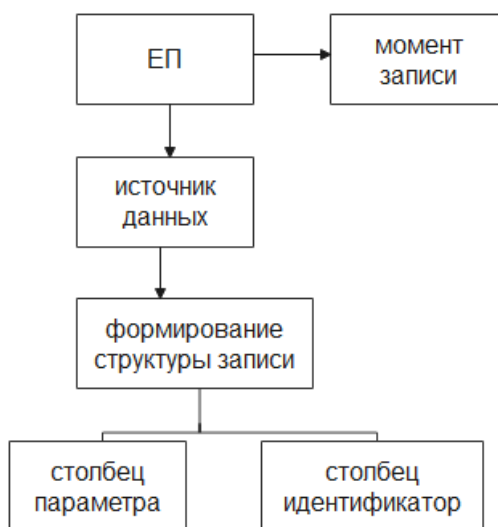 ЕП
момент
записи
источник
данных
формирование
структуры записи
столбец
параметра
столбец
идентификатор